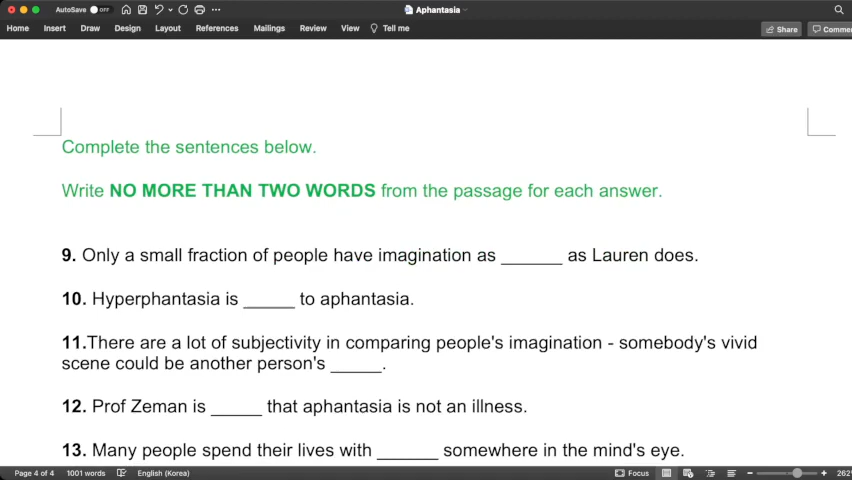 AutoSave OFF Aphantasia
Home Insert Draw Design Layout References Mailings Review View Tell me Share
Complete the sentences below.
Write NO MORE THAN TWO WORDS from the passage for each answer.
9. Only a small fraction of people have imagination as ______ as Lauren does.
10. Hyperphantasia is _____ to aphantasia.
11.There are a lot of subjectivity in comparing people's imagination - somebody's vivid
scene could be another person's _____.
12. Prof Zeman is _____ that aphantasia is not an illness.
13. Many people spend their lives with ______ somewhere in the mind's eye.
Page 4 of 4 1001 words English (Korea) Focus